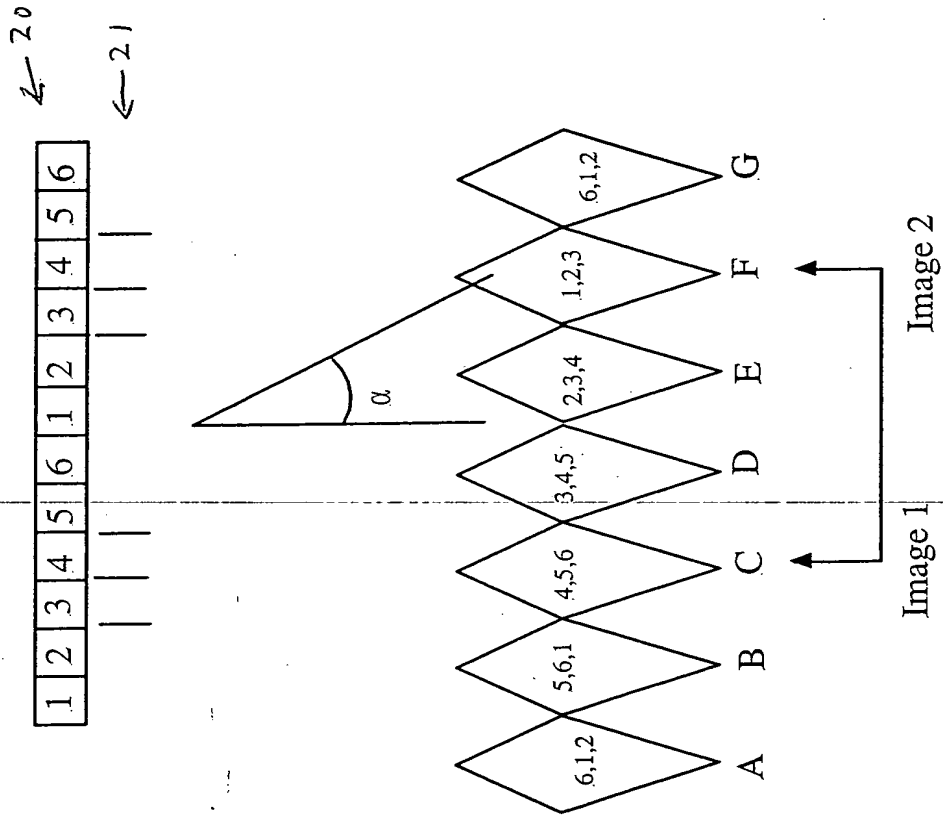 ← 20
1 2 3 4 5 6 1 2 3 4 5 6
← 21
α
6,1,2 5,6,1 4,5,6 3,4,5 2,3,4 1,2,3 6,1,2
A B C D E F G
Image 1 Image 2